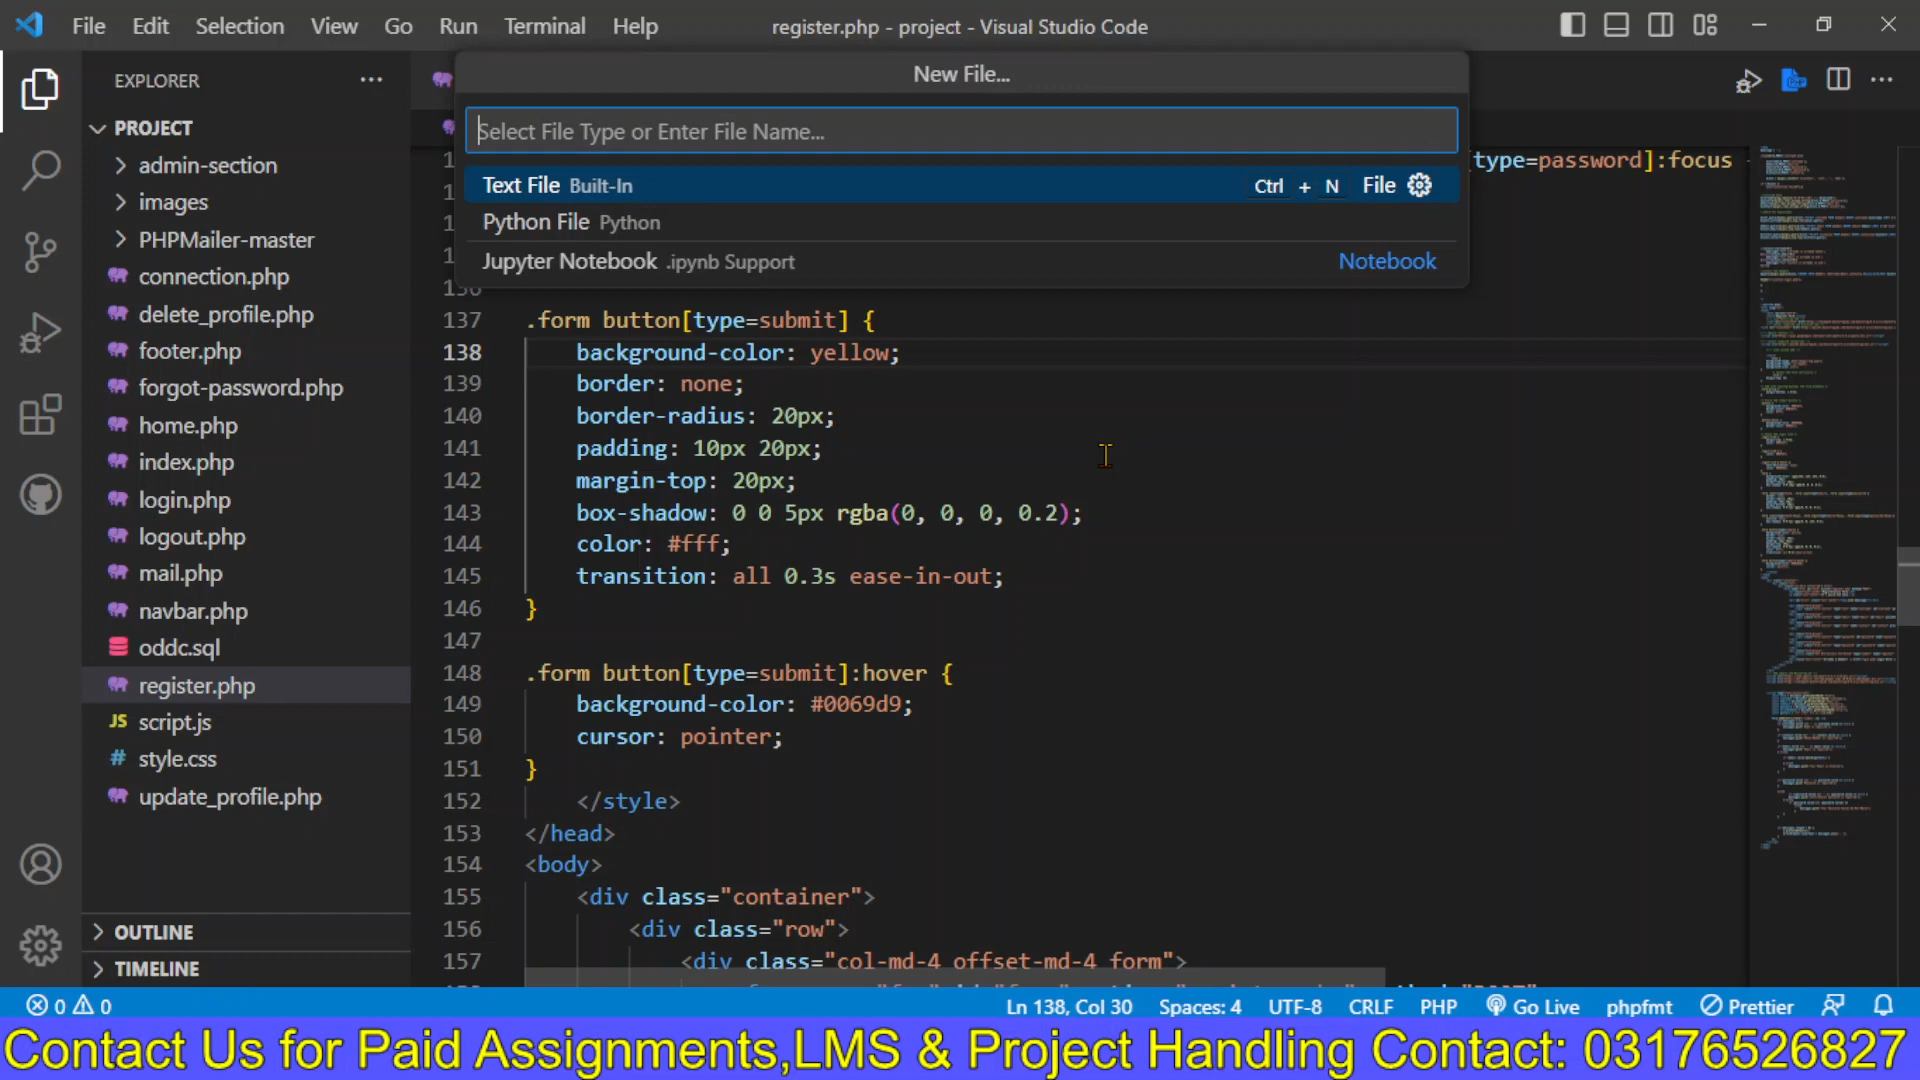 File Edit Selection View Go Run Terminal Help register.php - project - Visual Studio Code
EXPLORER
PROJECT
admin-section
images
PHPMailer-master
connection.php
delete_profile.php
footer.php
forgot-password.php
home.php
index.php
login.php
logout.php
mail.php
navbar.php
oddc.sql
register.php
JS script.js
# style.css
update_profile.php
OUTLINE
TIMELINE
New File...
Select File Type or Enter File Name...
Text File Built-In Ctrl + N File
Python File Python
Jupyter Notebook .ipynb Support Notebook
[type=password]:focus
136
137 .form button[type=submit] {
138 background-color: yellow;
139 border: none;
140 border-radius: 20px;
141 padding: 10px 20px;
142 margin-top: 20px;
143 box-shadow: 0 0 5px rgba(0, 0, 0, 0.2);
144 color: #fff;
145 transition: all 0.3s ease-in-out;
146 }
147
148 .form button[type=submit]:hover {
149 background-color: #0069d9;
150 cursor: pointer;
151 }
152 </style>
153 </head>
154 <body>
155 <div class="container">
156 <div class="row">
157 <div class="col-md-4 offset-md-4 form">
0 0 Ln 138, Col 30 Spaces: 4 UTF-8 CRLF PHP Go Live phpfmt Prettier
Contact Us for Paid Assignments,LMS & Project Handling Contact: 03176526827